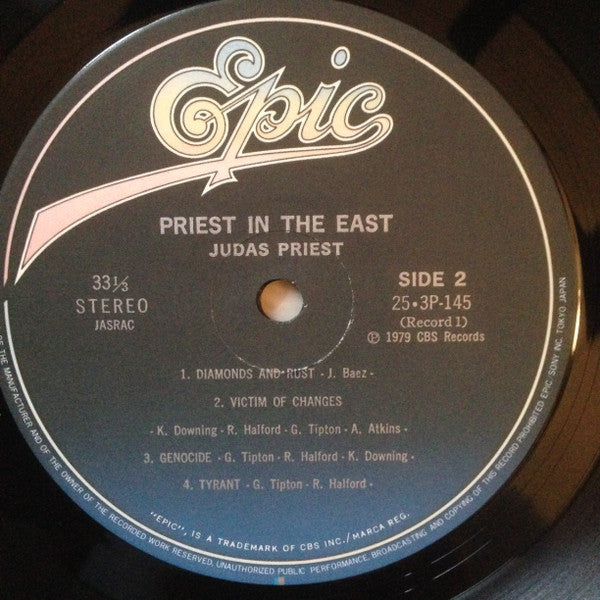 Epic
PRIEST IN THE EAST
JUDAS PRIEST
33⅓
STEREO
JASRAC
SIDE 2
25・3P-145
(Record 1)
Ⓟ 1979 CBS Records
1. DIAMONDS AND RUST - J. Baez -
2. VICTIM OF CHANGES
- K. Downing - R. Halford - G. Tipton - A. Atkins -
3. GENOCIDE - G. Tipton - R. Halford - K. Downing -
4. TYRANT - G. Tipton - R. Halford -
"EPIC", IS A TRADEMARK OF CBS INC./MARCA REG.
OF THE MANUFACTURER AND OF THE OWNER OF THE RECORDED WORK RESERVED. UNAUTHORIZED PUBLIC PERFORMANCE, BROADCASTING AND COPYING OF THIS RECORD PROHIBITED EPIC/SONY INC. TOKYO JAPAN